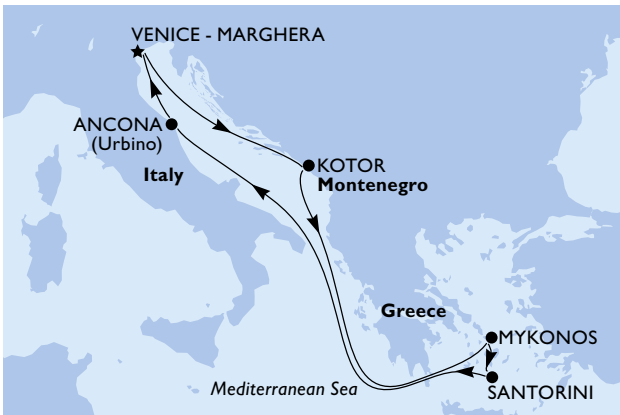 VENICE - MARGHERA
ANCONA
(Urbino)
Italy
KOTOR
Montenegro
Greece
MYKONOS
SANTORINI
Mediterranean Sea